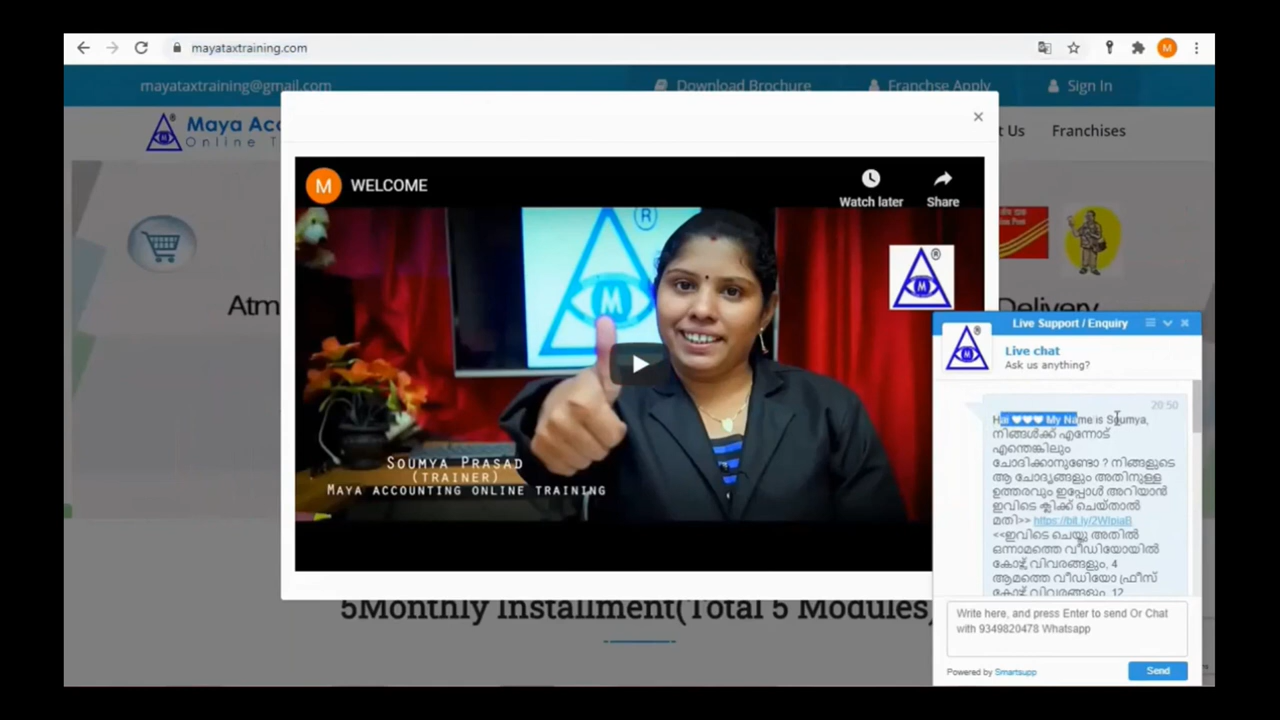 mayataxtraining.com
M
mayataxtraining@gmail.com
Download Brochure
Franchse Apply
Sign In
Maya Acc
Online T
t Us
Franchises
M
WELCOME
Watch later
Share
R
M
M
Atm
Delivery
SOUMYA PRASAD
(TRAINER)
MAYA ACCOUNTING ONLINE TRAINING
5Monthly Installment(Total 5 Modules)
Live Support / Enquiry
Live chat
Ask us anything?
20:50
Hai ♥♥♥ My Name is Soumya,
നിങ്ങൾക്ക് എന്നോട്
എന്തെങ്കിലും
ചോദിക്കാനുണ്ടോ ? നിങ്ങളുടെ
ആ ചോദ്യങ്ങളും അതിനുള്ള
ഉത്തരവും ഇപ്പോൾ അറിയാൻ
ഇവിടെ ക്ലിക്ക് ചെയ്താൽ
മതി>> https://bit.ly/2WIpiaB
<<ഇവിടെ ചെയ്യൂ അതിൽ
ഒന്നാമത്തെ വീഡിയോയിൽ
കോഴ്സ് വിവരങ്ങളും, 4
ആമത്തെ വീഡിയോ ഫ്രീസ്
കോഴ്സ് വിവരങ്ങളും, 12
Write here, and press Enter to send Or Chat
with 9349820478 Whatsapp
Powered by Smartsupp
Send